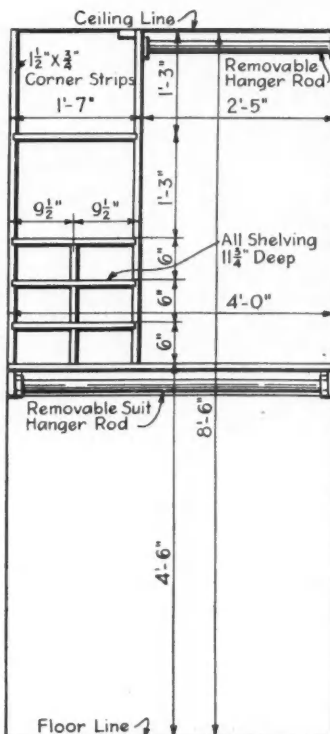 Ceiling Line
1½" X ¾"
Corner Strips
Removable
Hanger Rod
1'-7"
1'-3"
2'-5"
1'-3"
9½" 9½"
All Shelving
11¾" Deep
6"
6"
4'-0"
6"
Removable Suit
Hanger Rod
8'-6"
4'-6"
Floor Line